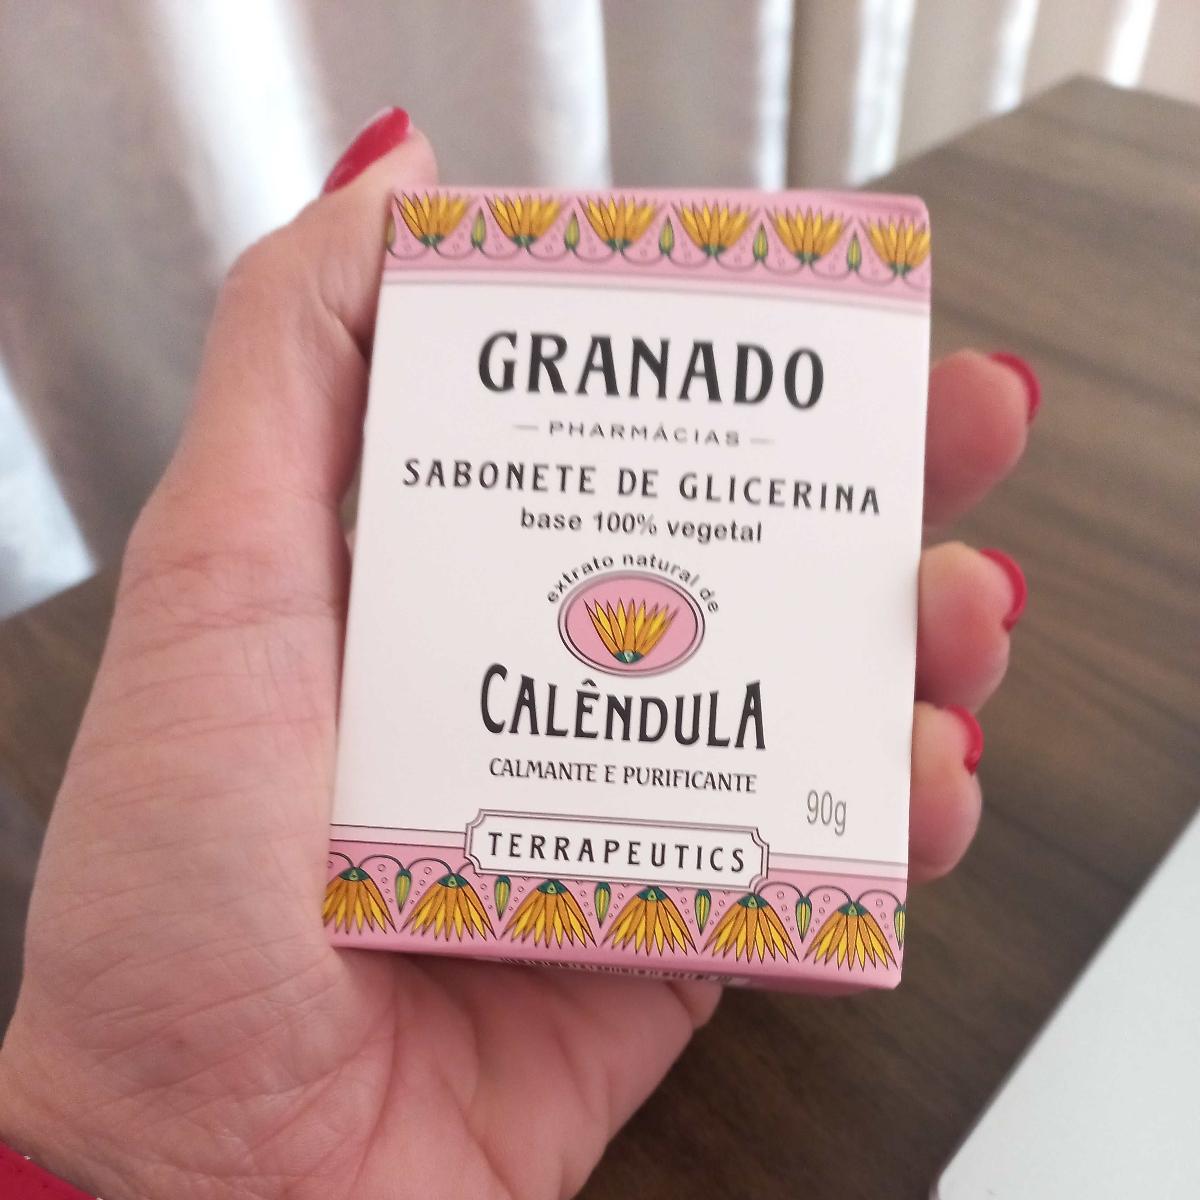 GRANADO
PHARMÁCIAS
SABONETE DE GLICERINA
base 100% vegetal
extrato natural de
CALÊNDULA
CALMANTE E PURIFICANTE
90g
TERRAPEUTICS